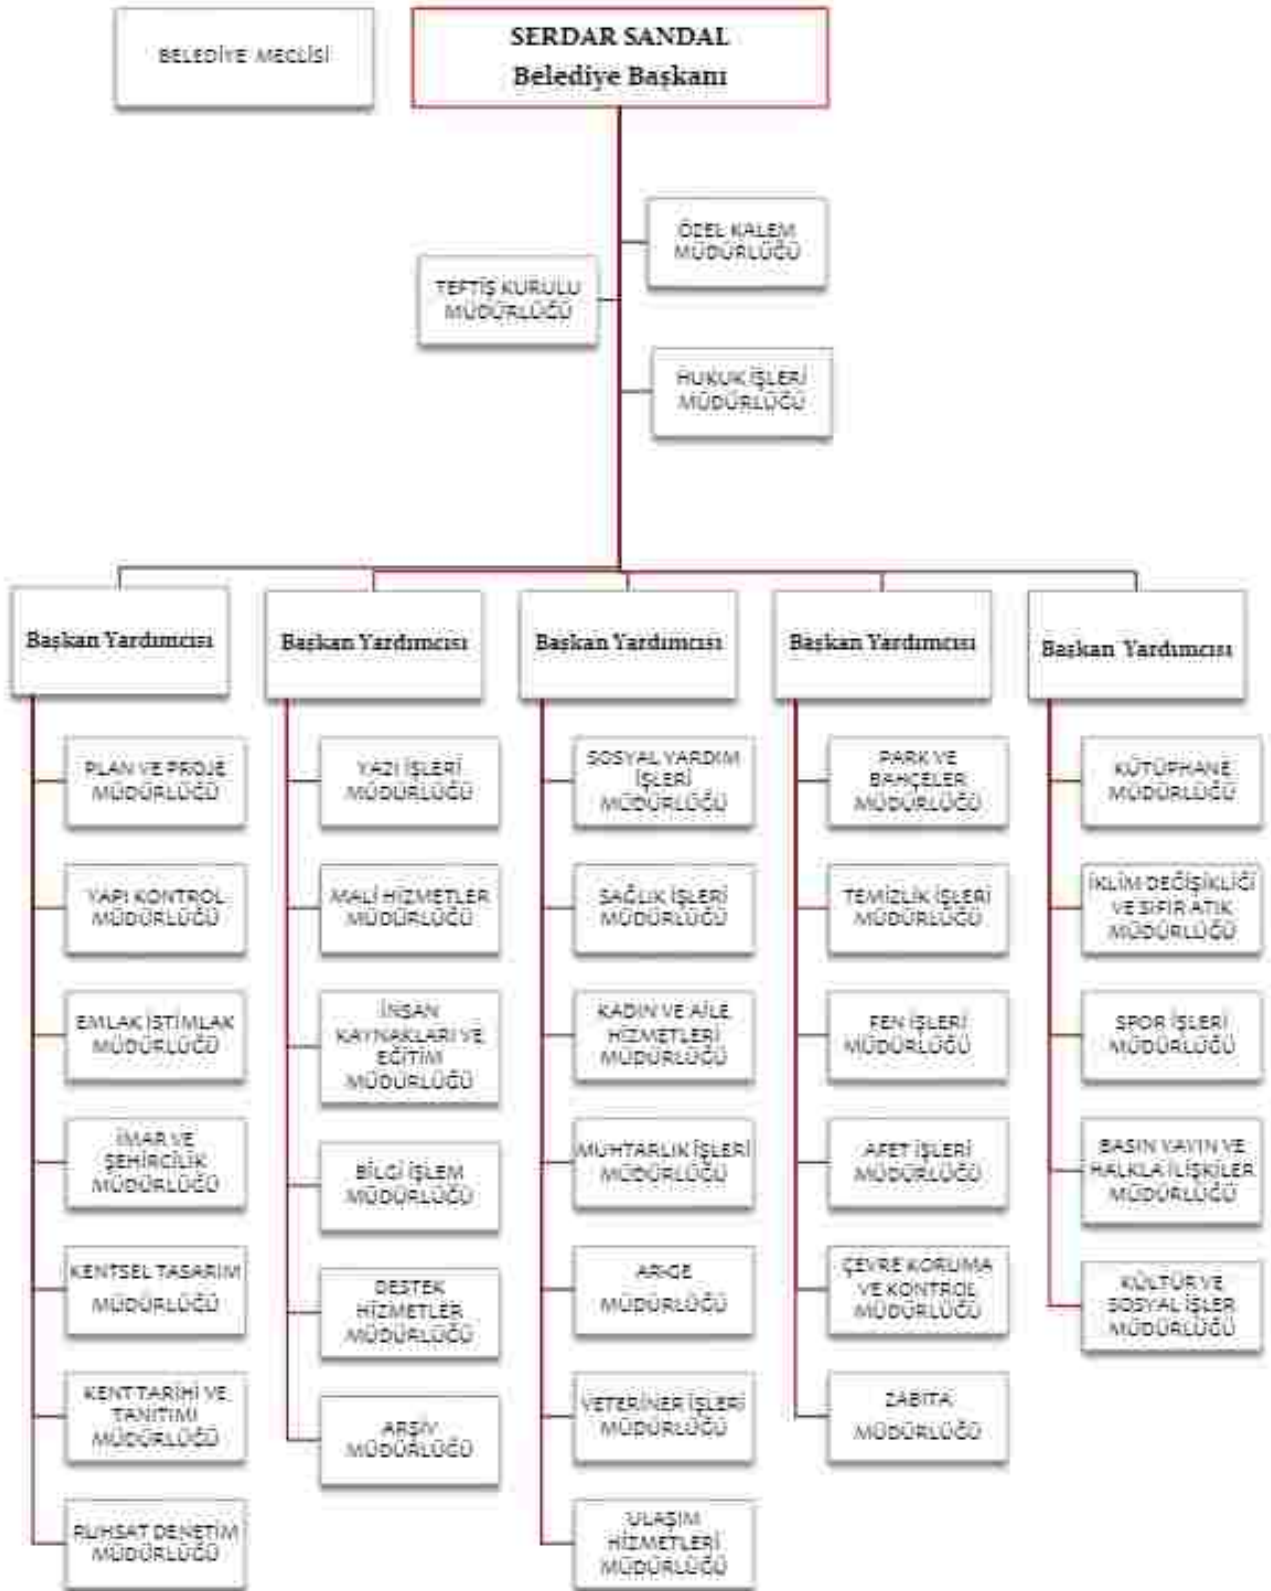 BELEDİYE MECLİSİ
SERDAR SANDAL
Belediye Başkanı
ÖZEL KALEM
MÜDÜRLÜĞÜ
TEFTİŞ KURULU
MÜDÜRLÜĞÜ
HUKUK İŞLERİ
MÜDÜRLÜĞÜ
Başkan Yardımcısı
PLAN VE PROJE
MÜDÜRLÜĞÜ
YAPI KONTROL
MÜDÜRLÜĞÜ
EMLAK İSTİMLAK
MÜDÜRLÜĞÜ
İMAR VE
ŞEHİRCİLİK
MÜDÜRLÜĞÜ
KENTSEL TASARIM
MÜDÜRLÜĞÜ
KENT TARİHİ VE
TANITIMI
MÜDÜRLÜĞÜ
RUHSAT DENETİM
MÜDÜRLÜĞÜ
Başkan Yardımcısı
YAZI İŞLERİ
MÜDÜRLÜĞÜ
MALİ HİZMETLER
MÜDÜRLÜĞÜ
İNSAN
KAYNAKLARI VE
EĞİTİM
MÜDÜRLÜĞÜ
BİLGİ İŞLEM
MÜDÜRLÜĞÜ
DESTEK
HİZMETLER
MÜDÜRLÜĞÜ
ARŞİV
MÜDÜRLÜĞÜ
Başkan Yardımcısı
SOSYAL YARDIM
İŞLERİ
MÜDÜRLÜĞÜ
SAĞLIK İŞLERİ
MÜDÜRLÜĞÜ
KADIN VE AİLE
HİZMETLERİ
MÜDÜRLÜĞÜ
MUHTARLIK İŞLERİ
MÜDÜRLÜĞÜ
AR-GE
MÜDÜRLÜĞÜ
VETERİNER İŞLERİ
MÜDÜRLÜĞÜ
ULAŞIM
HİZMETLERİ
MÜDÜRLÜĞÜ
Başkan Yardımcısı
PARK VE
BAHÇELER
MÜDÜRLÜĞÜ
TEMİZLİK İŞLERİ
MÜDÜRLÜĞÜ
FEN İŞLERİ
MÜDÜRLÜĞÜ
AFET İŞLERİ
MÜDÜRLÜĞÜ
ÇEVRE KORUMA
VE KONTROL
MÜDÜRLÜĞÜ
ZABITA
MÜDÜRLÜĞÜ
Başkan Yardımcısı
KÜTÜPHANE
MÜDÜRLÜĞÜ
İKLİM DEĞİŞİKLİĞİ
VE SIFIR ATIK
MÜDÜRLÜĞÜ
SPOR İŞLERİ
MÜDÜRLÜĞÜ
BASIN YAYIN VE
HALKLA İLİŞKİLER
MÜDÜRLÜĞÜ
KÜLTÜR VE
SOSYAL İŞLER
MÜDÜRLÜĞÜ